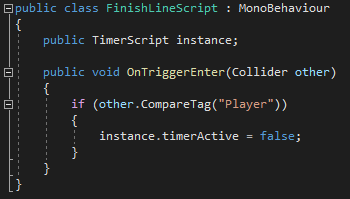 public class FinishLineScript : MonoBehaviour
{
    public TimerScript instance;

    public void OnTriggerEnter(Collider other)
    {
        if (other.CompareTag("Player"))
        {
            instance.timerActive = false;
        }
    }
}